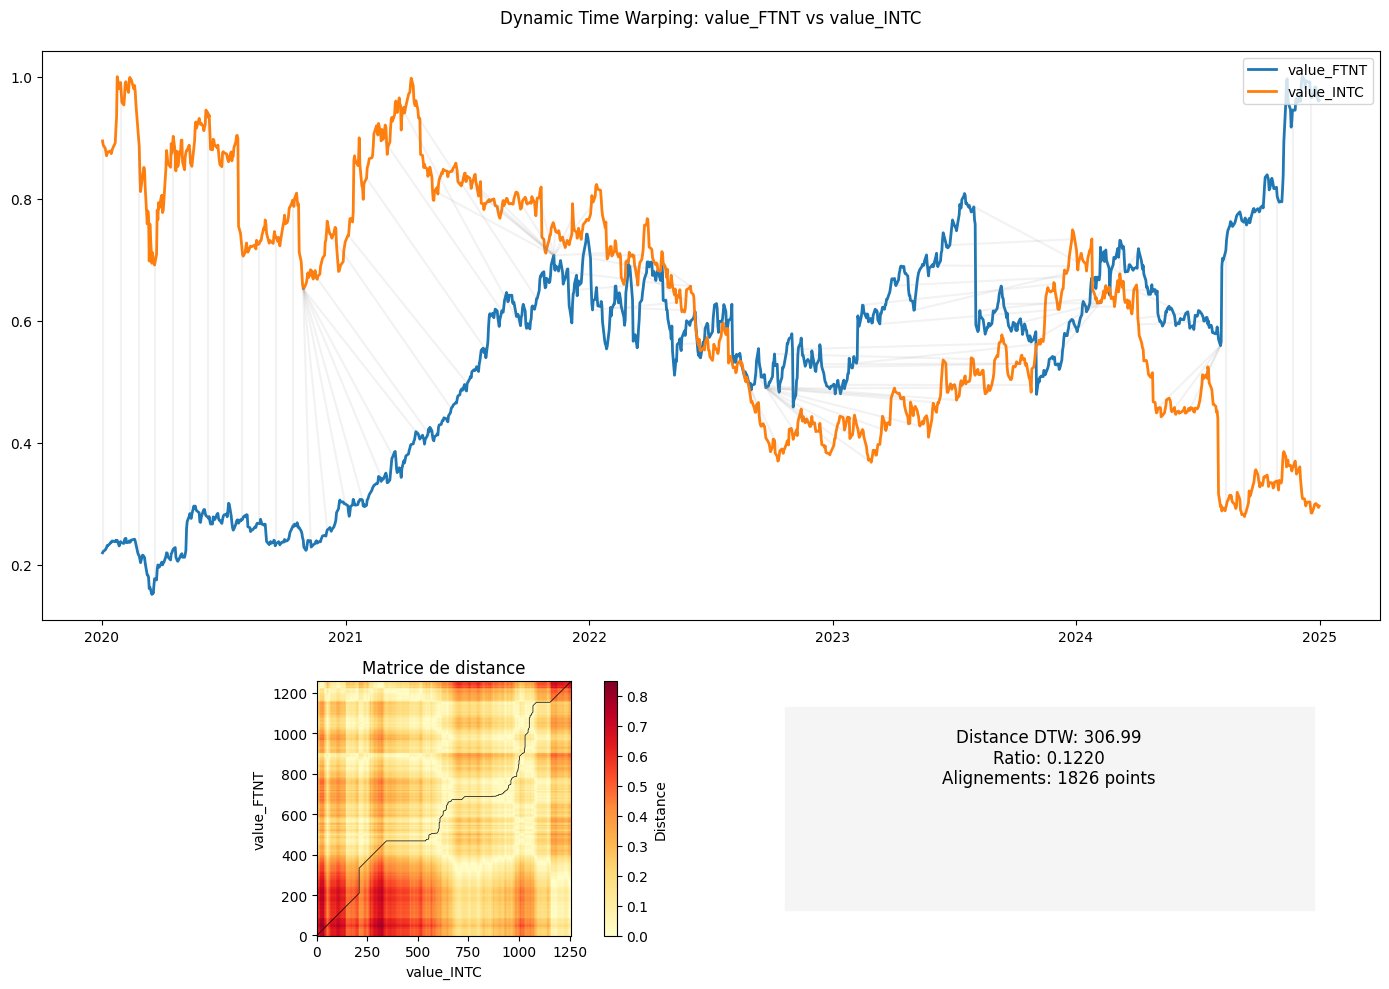 Dynamic Time Warping: value_FTNT vs value_INTC
value_FTNT
value_INTC
1.0
0.8
0.6
0.4
0.2
2020 2021 2022 2023 2024 2025
Matrice de distance
value_FTNT
1200
1000
800
600
400
200
0
0 250 500 750 1000 1250
value_INTC
0.8
0.7
0.6
0.5
0.4
0.3
0.2
0.1
0.0
Distance
Distance DTW: 306.99
Ratio: 0.1220
Alignements: 1826 points